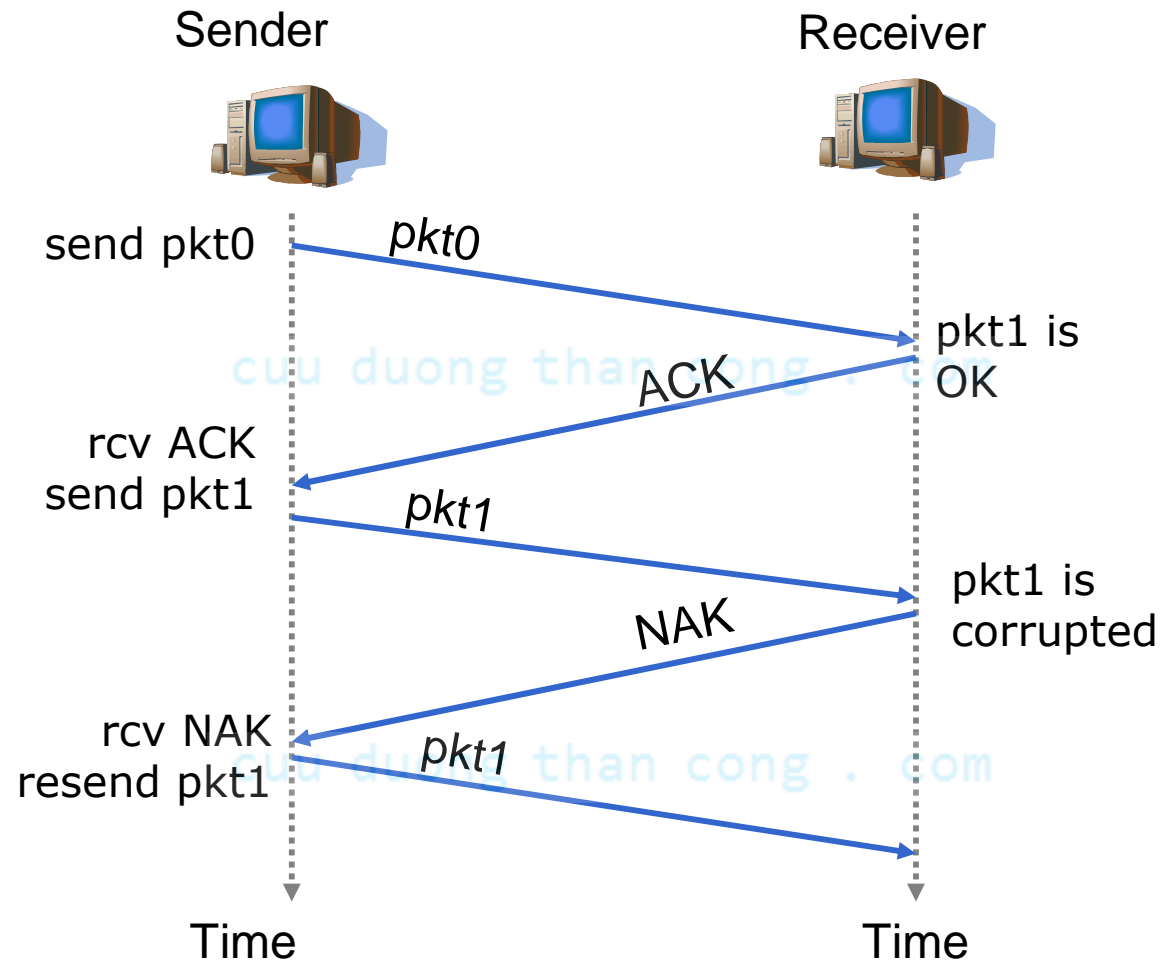 Sender
Receiver
send pkt0
pkt0
pkt1 is
OK
cuu duong than cong . com
ACK
rcv ACK
send pkt1
pkt1
pkt1 is
corrupted
NAK
rcv NAK
resend pkt1
pkt1
cuu duong than cong . com
Time
Time